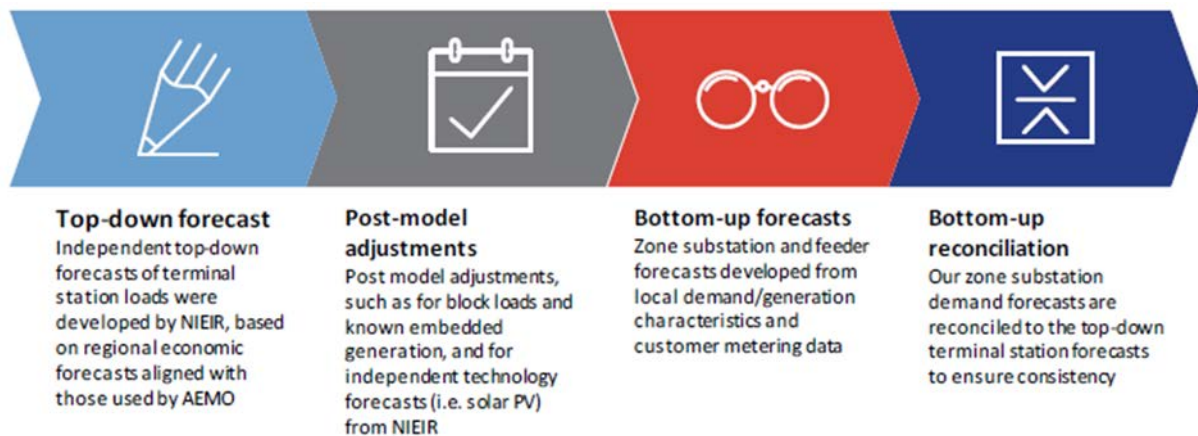 Top-down forecast
Independent top-down
forecasts of terminal
station loads were
developed by NIEIR, based
on regional economic
forecasts aligned with
those used by AEMO
Post-model
adjustments
Post model adjustments,
such as for block loads and
known embedded
generation, and for
independent technology
forecasts (i.e. solar PV)
from NIEIR
Bottom-up forecasts
Zone substation and feeder
forecasts developed from
local demand/generation
characteristics and
customer metering data
Bottom-up
reconciliation
Our zone substation
demand forecasts are
reconciled to the top-down
terminal station forecasts
to ensure consistency